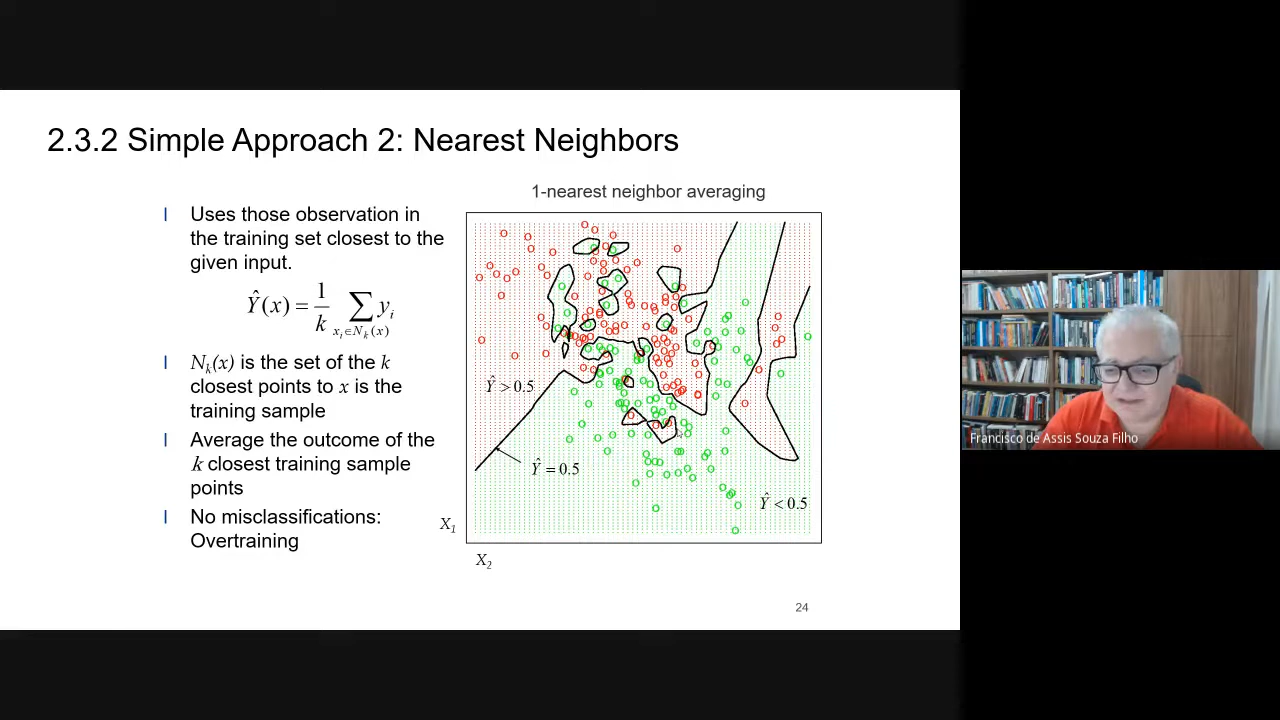 2.3.2 Simple Approach 2: Nearest Neighbors
Uses those observation in
the training set closest to the
given input.
Ŷ(x) = 1/k ∑ xᵢ∈Nₖ(x) yᵢ
Nₖ(x) is the set of the k
closest points to x is the
training sample
Average the outcome of the
k closest training sample
points
No misclassifications:
Overtraining
1-nearest neighbor averaging
Ŷ > 0.5
Ŷ = 0.5
Ŷ < 0.5
X₁
X₂
24
Francisco de Assis Souza Filho